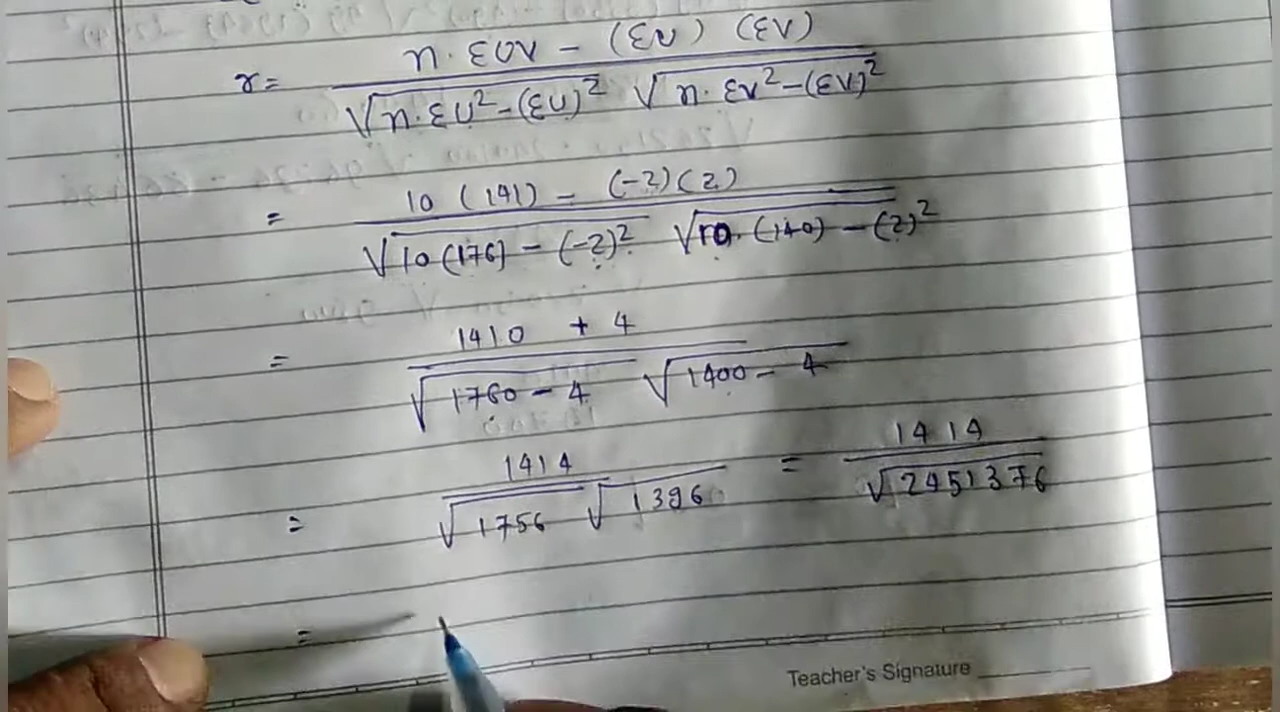 r = n·ΣUV − (ΣU) (ΣV) / √n·ΣU²−(ΣU)² √n·ΣV²−(ΣV)²
= 10 (141) − (−2)(2) / √10(176) − (−2)² √10·(140) − (2)²
= 1410 + 4 / √1760 − 4 √1400 − 4
= 1414 / √1756 √1396 = 1414 / √2451376
=
Teacher's Signature